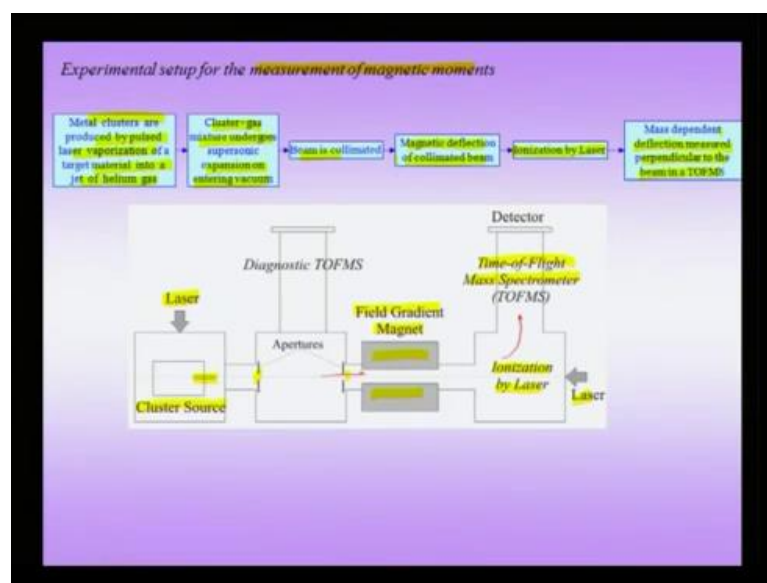 Experimental setup for the measurement of magnetic moments
Metal clusters are
produced by pulsed
laser vaporization of a
target material into a
jet of helium gas
Cluster-gas
mixture undergoes
supersonic
expansion on
entering vacuum
Beam is collimated
Magnetic deflection
of collimated beam
Ionization by Laser
Mass dependent
deflection measured
perpendicular to the
beam in a TOFMS
Detector
Diagnostic TOFMS
Time-of-Flight
Mass Spectrometer
(TOFMS)
Laser
Field Gradient
Magnet
Apertures
Ionization
by Laser
Laser
Cluster Source